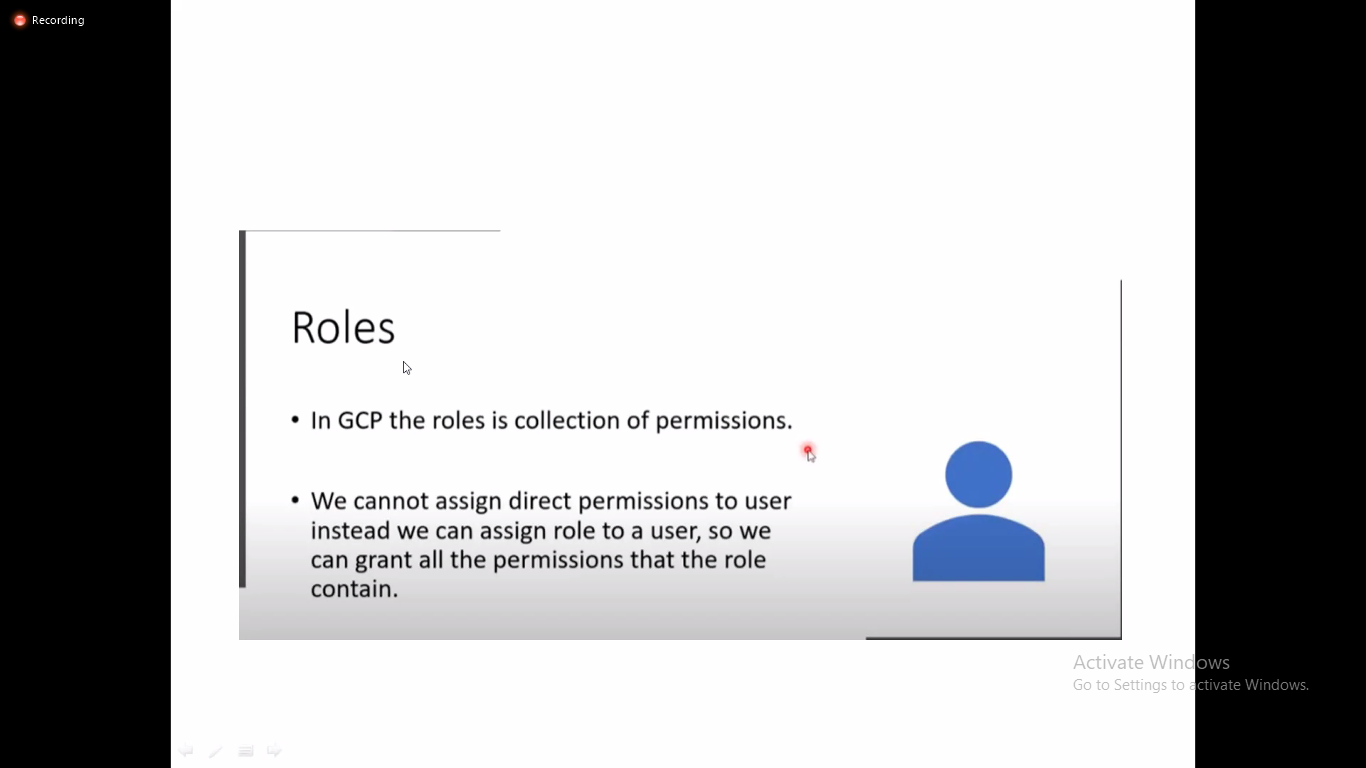 Recording
Roles
• In GCP the roles is collection of permissions.
• We cannot assign direct permissions to user
instead we can assign role to a user, so we
can grant all the permissions that the role
contain.
Activate Windows
Go to Settings to activate Windows.